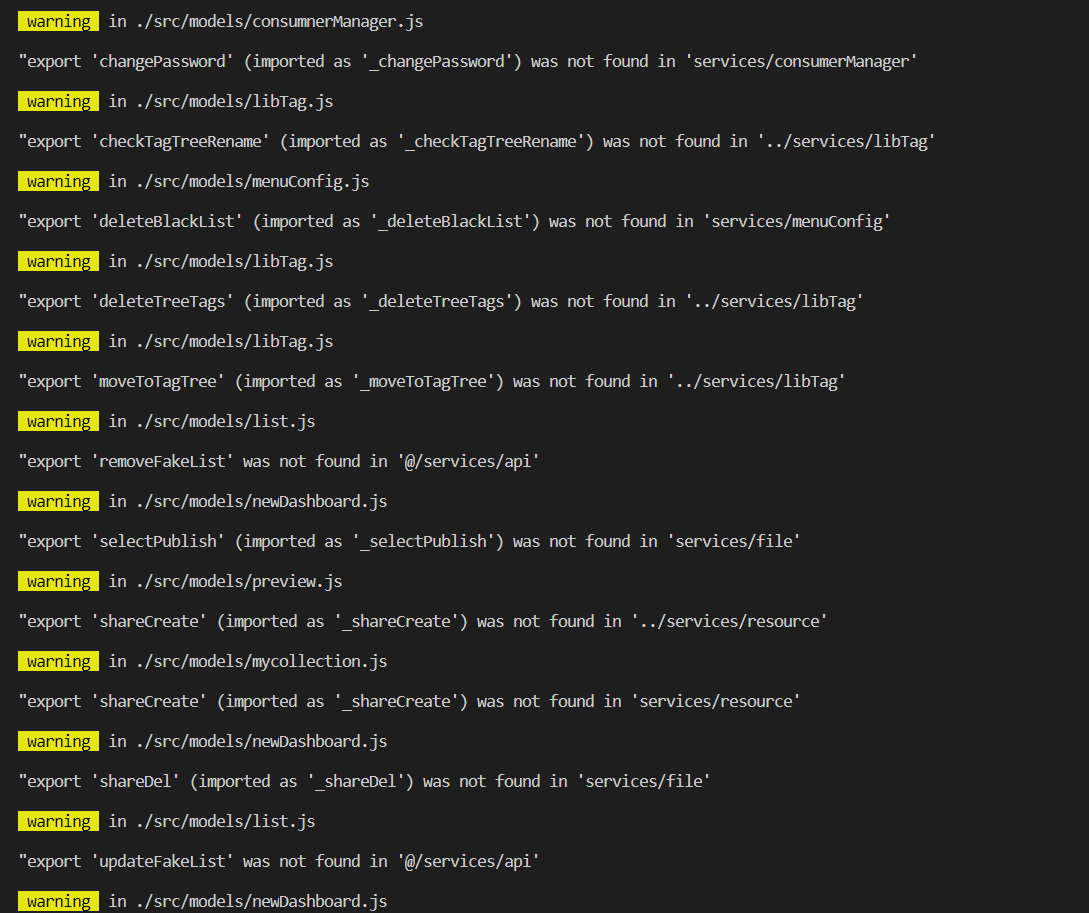 warning in ./src/models/consumnerManager.js
"export 'changePassword' (imported as '_changePassword') was not found in 'services/consumerManager'
warning in ./src/models/libTag.js
"export 'checkTagTreeRename' (imported as '_checkTagTreeRename') was not found in '../services/libTag'
warning in ./src/models/menuConfig.js
"export 'deleteBlackList' (imported as '_deleteBlackList') was not found in 'services/menuConfig'
warning in ./src/models/libTag.js
"export 'deleteTreeTags' (imported as '_deleteTreeTags') was not found in '../services/libTag'
warning in ./src/models/libTag.js
"export 'moveToTagTree' (imported as '_moveToTagTree') was not found in '../services/libTag'
warning in ./src/models/list.js
"export 'removeFakeList' was not found in '@/services/api'
warning in ./src/models/newDashboard.js
"export 'selectPublish' (imported as '_selectPublish') was not found in 'services/file'
warning in ./src/models/preview.js
"export 'shareCreate' (imported as '_shareCreate') was not found in '../services/resource'
warning in ./src/models/mycollection.js
"export 'shareCreate' (imported as '_shareCreate') was not found in 'services/resource'
warning in ./src/models/newDashboard.js
"export 'shareDel' (imported as '_shareDel') was not found in 'services/file'
warning in ./src/models/list.js
"export 'updateFakeList' was not found in '@/services/api'
warning in ./src/models/newDashboard.js